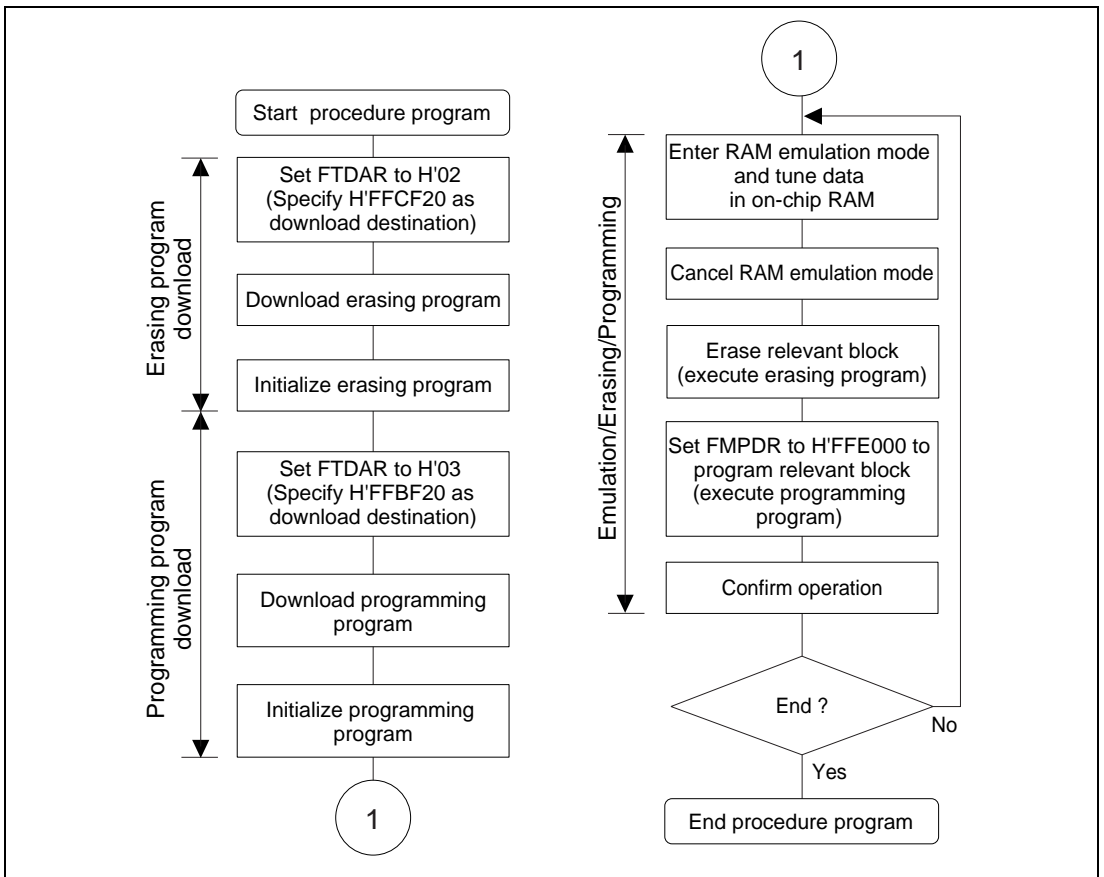 Start procedure program
Erasing program
download
Set FTDAR to H'02
(Specify H'FFCF20 as
download destination)
Download erasing program
Initialize erasing program
Programming program
download
Set FTDAR to H'03
(Specify H'FFBF20 as
download destination)
Download programming
program
Initialize programming
program
1
1
Emulation/Erasing/Programming
Enter RAM emulation mode
and tune data
in on-chip RAM
Cancel RAM emulation mode
Erase relevant block
(execute erasing program)
Set FMPDR to H'FFE000 to
program relevant block
(execute programming
program)
Confirm operation
End ?
No
Yes
End procedure program